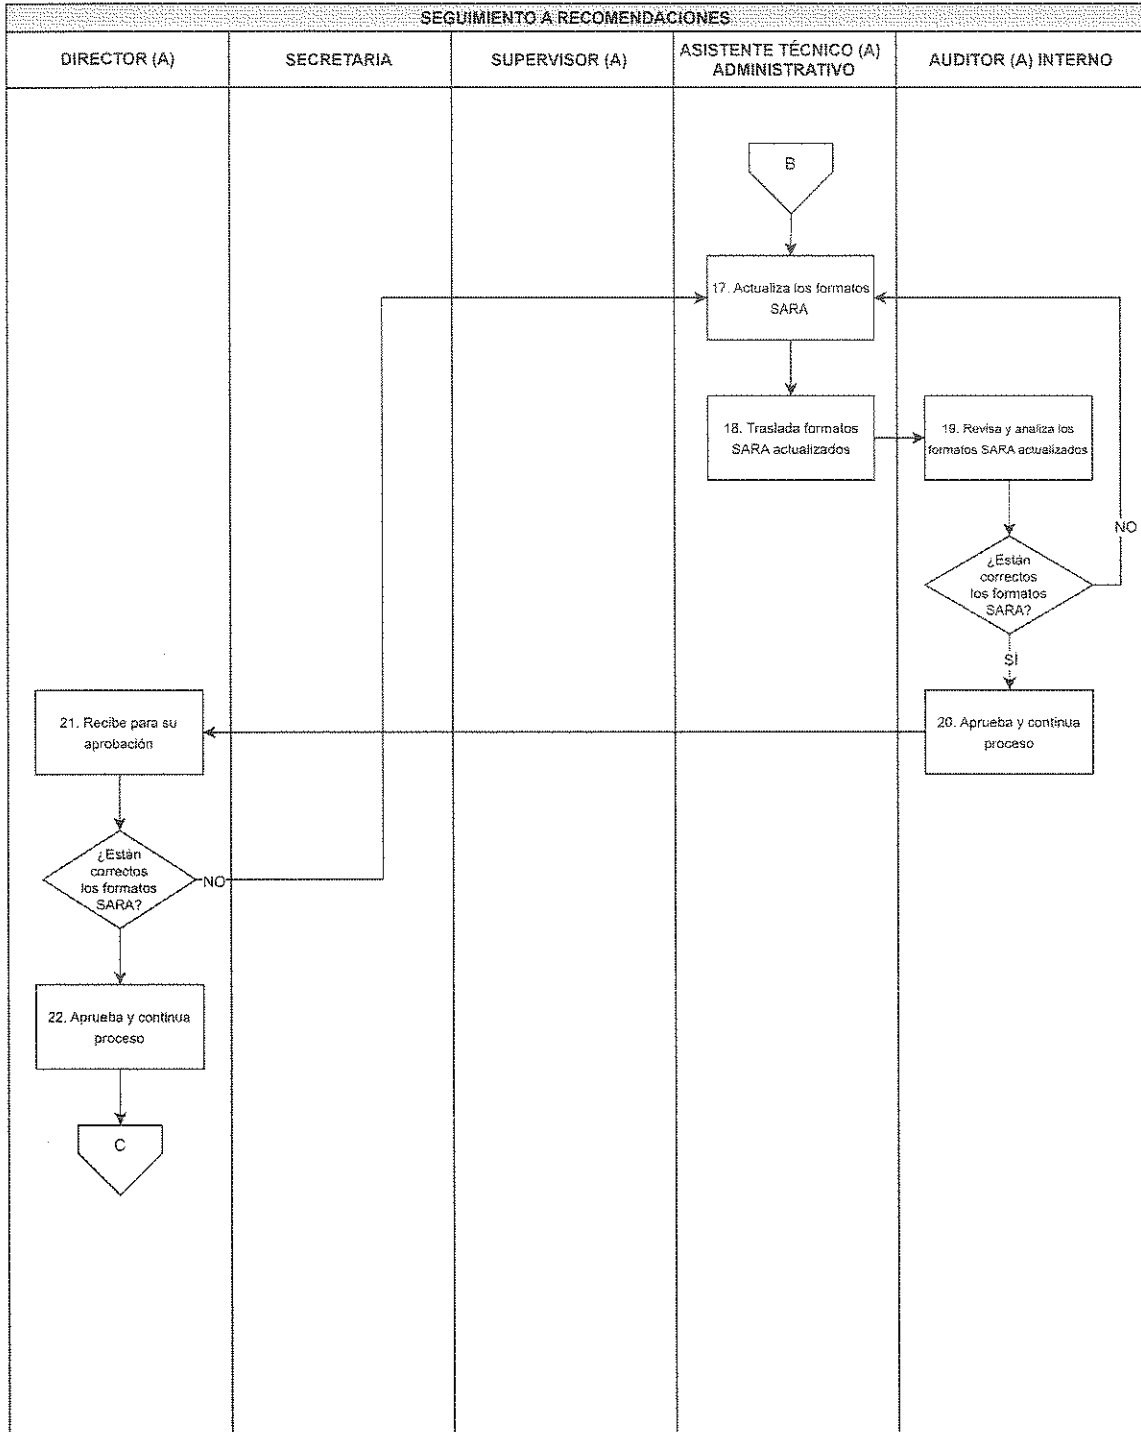 SEGUIMIENTO A RECOMENDACIONES
DIRECTOR (A)
SECRETARIA
SUPERVISOR (A)
ASISTENTE TÉCNICO (A)
ADMINISTRATIVO
AUDITOR (A) INTERNO
B
17. Actualiza los formatos
SARA
18. Traslada formatos
SARA actualizados
19. Revisa y analiza los
formatos SARA actualizados
NO
¿Están
correctos
los formatos
SARA?
SÍ
20. Aprueba y continua
proceso
21. Recibe para su
aprobación
¿Están
correctos
los formatos
SARA?
NO
22. Aprueba y continua
proceso
C